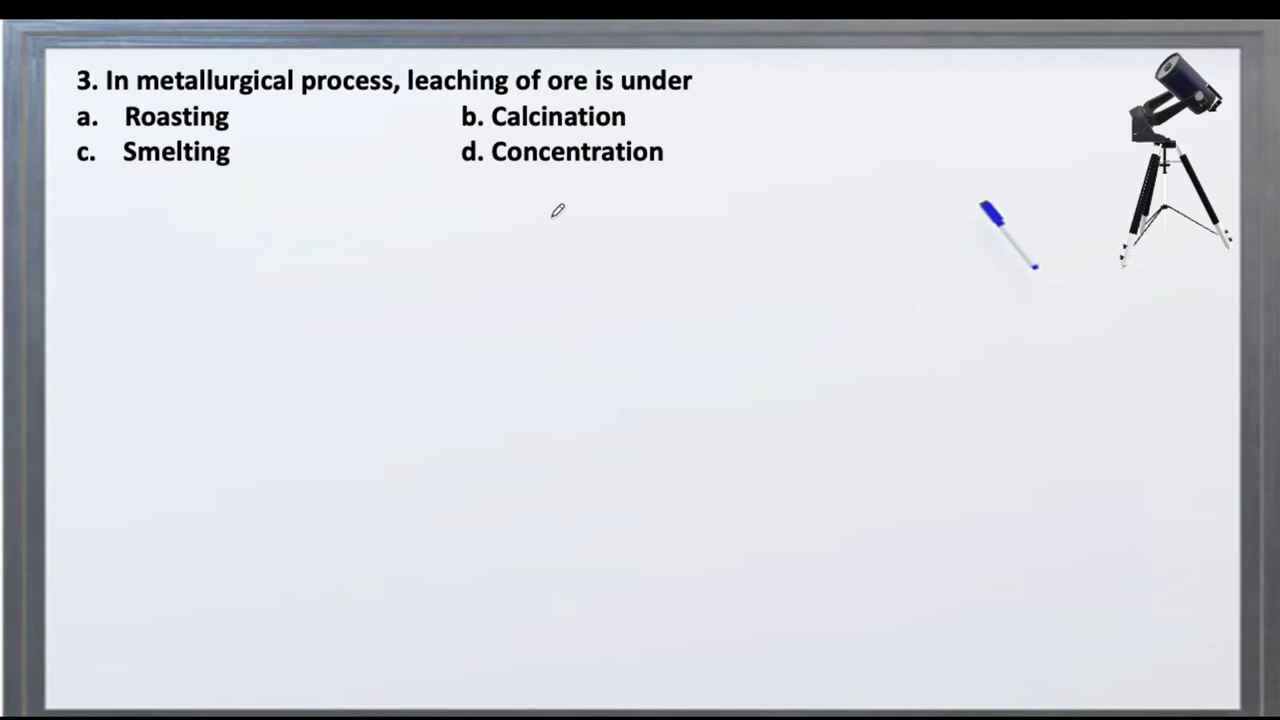 3. In metallurgical process, leaching of ore is under
a. Roasting b. Calcination
c. Smelting d. Concentration